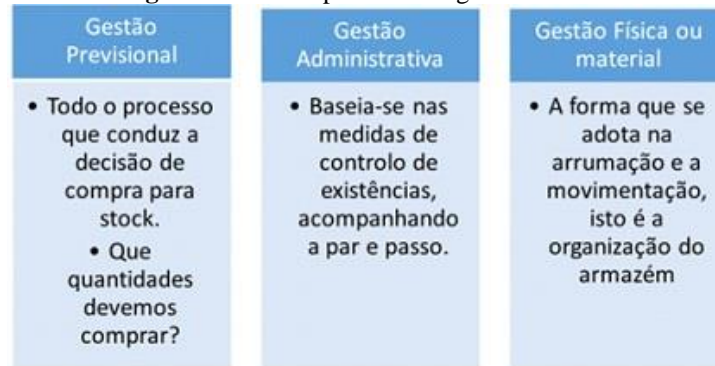 Gestão
Previsional
• Todo o processo
que conduz a
decisão de
compra para
stock.
• Que
quantidades
devemos
comprar?
Gestão
Administrativa
• Baseia-se nas
medidas de
controlo de
existências,
acompanhando
a par e passo.
Gestão Física ou
material
• A forma que se
adota na
arrumação e a
movimentação,
isto é a
organização do
armazém